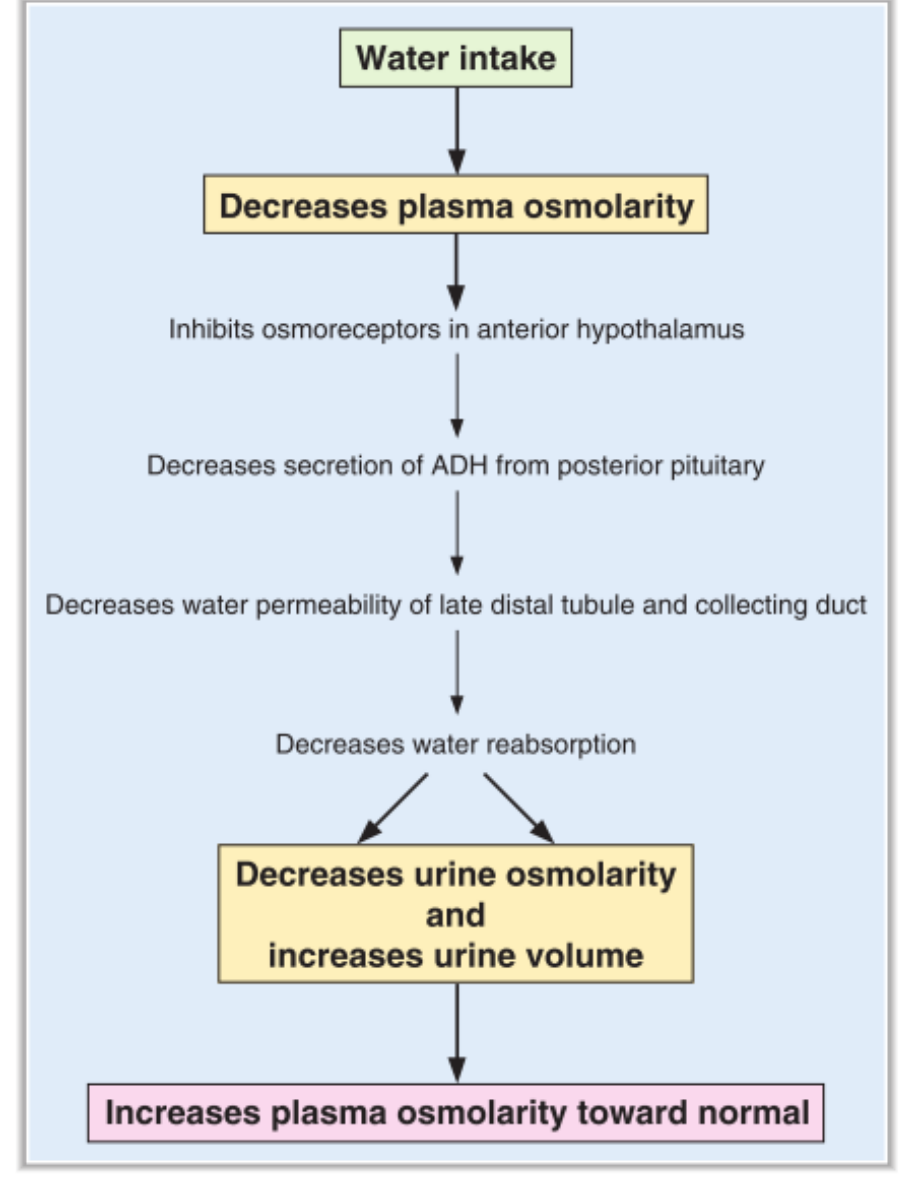 Water intake
Decreases plasma osmolarity
Inhibits osmoreceptors in anterior hypothalamus
Decreases secretion of ADH from posterior pituitary
Decreases water permeability of late distal tubule and collecting duct
Decreases water reabsorption
Decreases urine osmolarity
and
increases urine volume
Increases plasma osmolarity toward normal